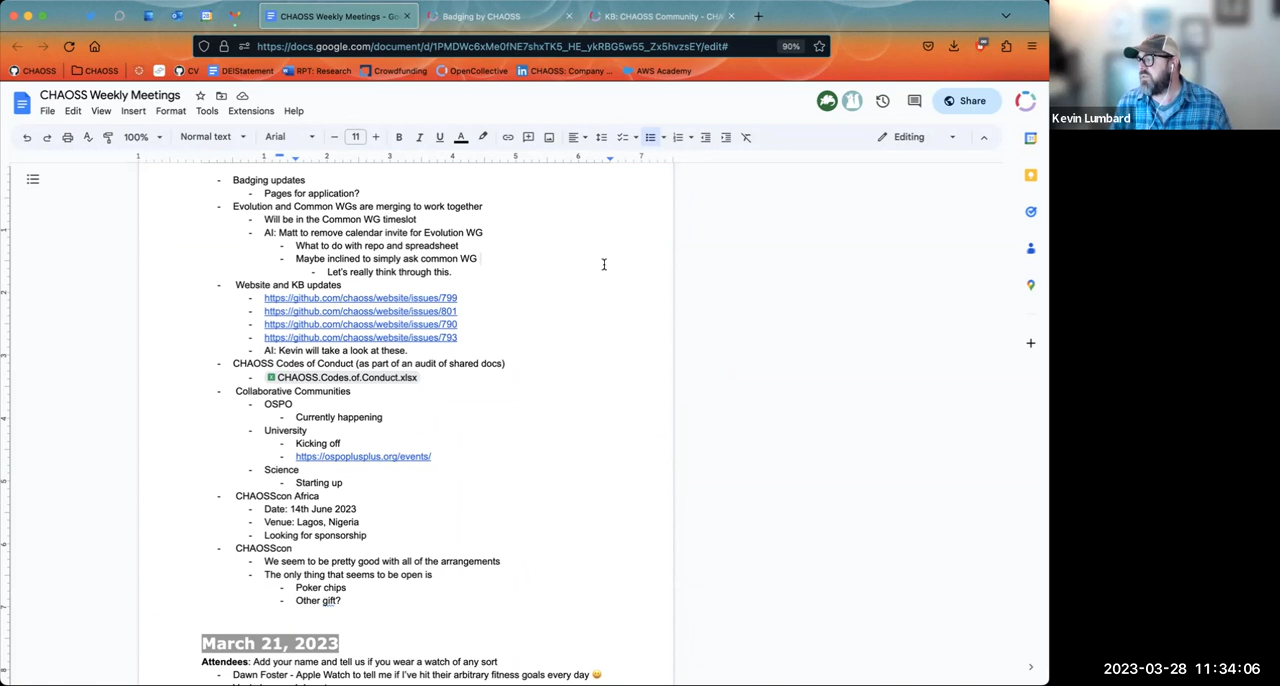 CHAOSS Weekly Meetings - Go
Badging by CHAOSS
KB: CHAOSS Community - CHA
https://docs.google.com/document/d/1PMDWc6xMe0fNE7shxTK5_HE_ykRBG5w55_Zx5hvzsEY/edit#
90%
CHAOSS
CHAOSS
CV
DEIStatement
RPT: Research
Crowdfunding
OpenCollective
CHAOSS: Company ...
AWS Academy
CHAOSS Weekly Meetings
File Edit View Insert Format Tools Extensions Help
Share
Kevin Lumbard
100% Normal text Arial 11 B I U A Editing
1 1 2 3 4 5 6 7
- Badging updates
- Pages for application?
- Evolution and Common WGs are merging to work together
- Will be in the Common WG timeslot
- AI: Matt to remove calendar invite for Evolution WG
- What to do with repo and spreadsheet
- Maybe inclined to simply ask common WG
- Let's really think through this.
- Website and KB updates
- https://github.com/chaoss/website/issues/799
- https://github.com/chaoss/website/issues/801
- https://github.com/chaoss/website/issues/790
- https://github.com/chaoss/website/issues/793
- AI: Kevin will take a look at these.
- CHAOSS Codes of Conduct (as part of an audit of shared docs)
- CHAOSS.Codes.of.Conduct.xlsx
- Collaborative Communities
- OSPO
- Currently happening
- University
- Kicking off
- https://ospoplusplus.org/events/
- Science
- Starting up
- CHAOSScon Africa
- Date: 14th June 2023
- Venue: Lagos, Nigeria
- Looking for sponsorship
- CHAOSScon
- We seem to be pretty good with all of the arrangements
- The only thing that seems to be open is
- Poker chips
- Other gift?
March 21, 2023
Attendees: Add your name and tell us if you wear a watch of any sort
- Dawn Foster - Apple Watch to tell me if I've hit their arbitrary fitness goals every day 😀
2023-03-28 11:34:06